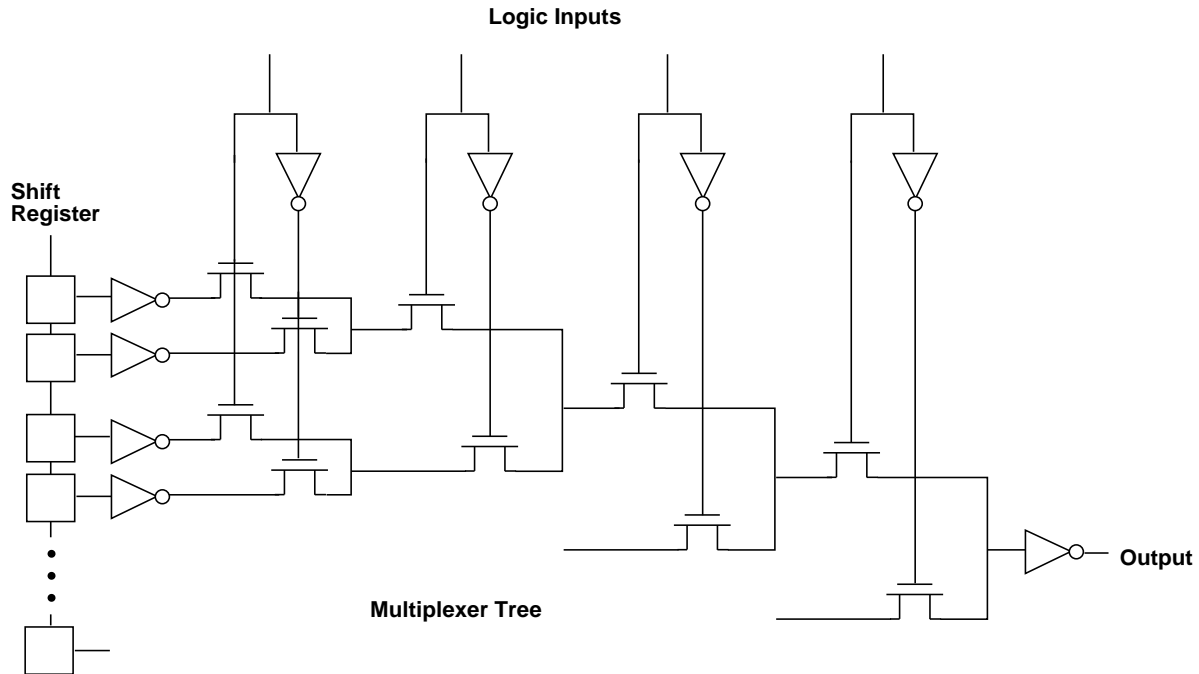 Logic Inputs
Shift
Register
Output
Multiplexer Tree